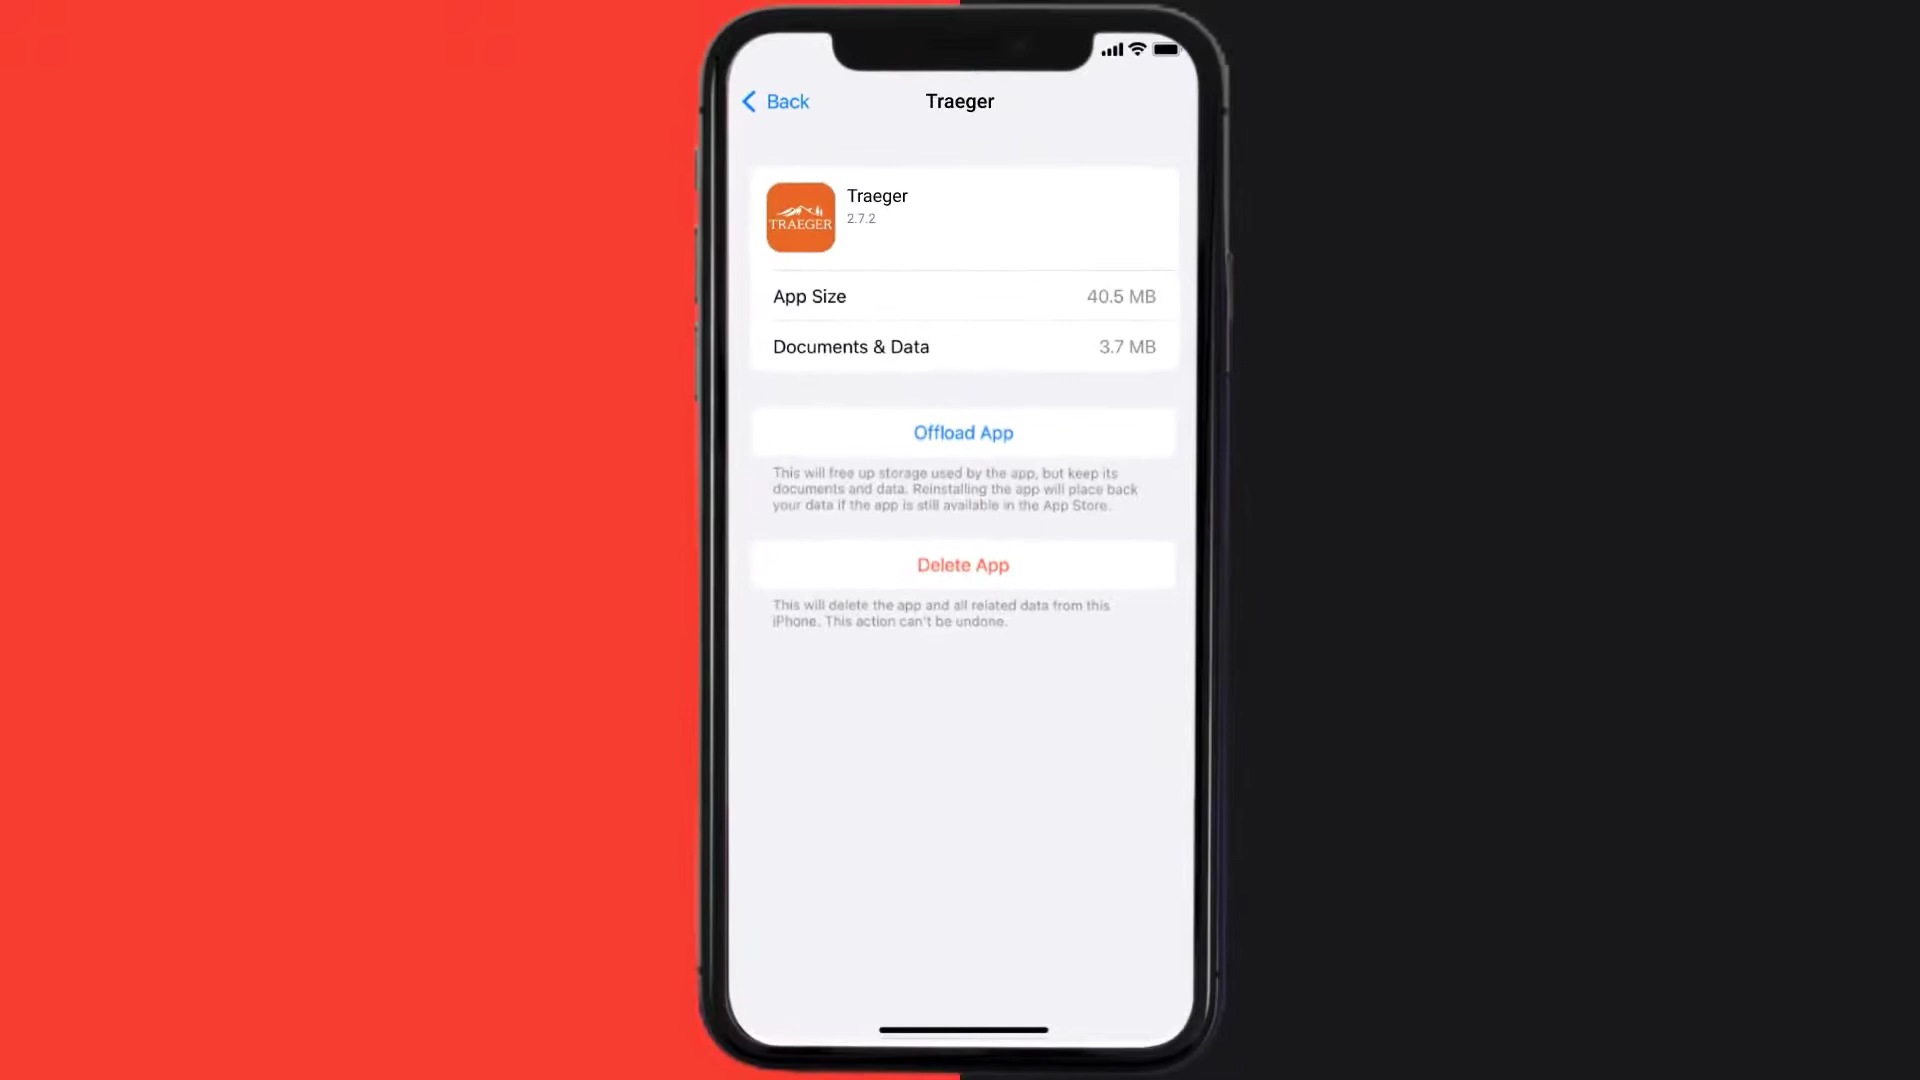 Back
Traeger
TRAEGER
Traeger
2.7.2
App Size
40.5 MB
Documents & Data
3.7 MB
Offload App
This will free up storage used by the app, but keep its
documents and data. Reinstalling the app will place back
your data if the app is still available in the App Store.
Delete App
This will delete the app and all related data from this
iPhone. This action can't be undone.